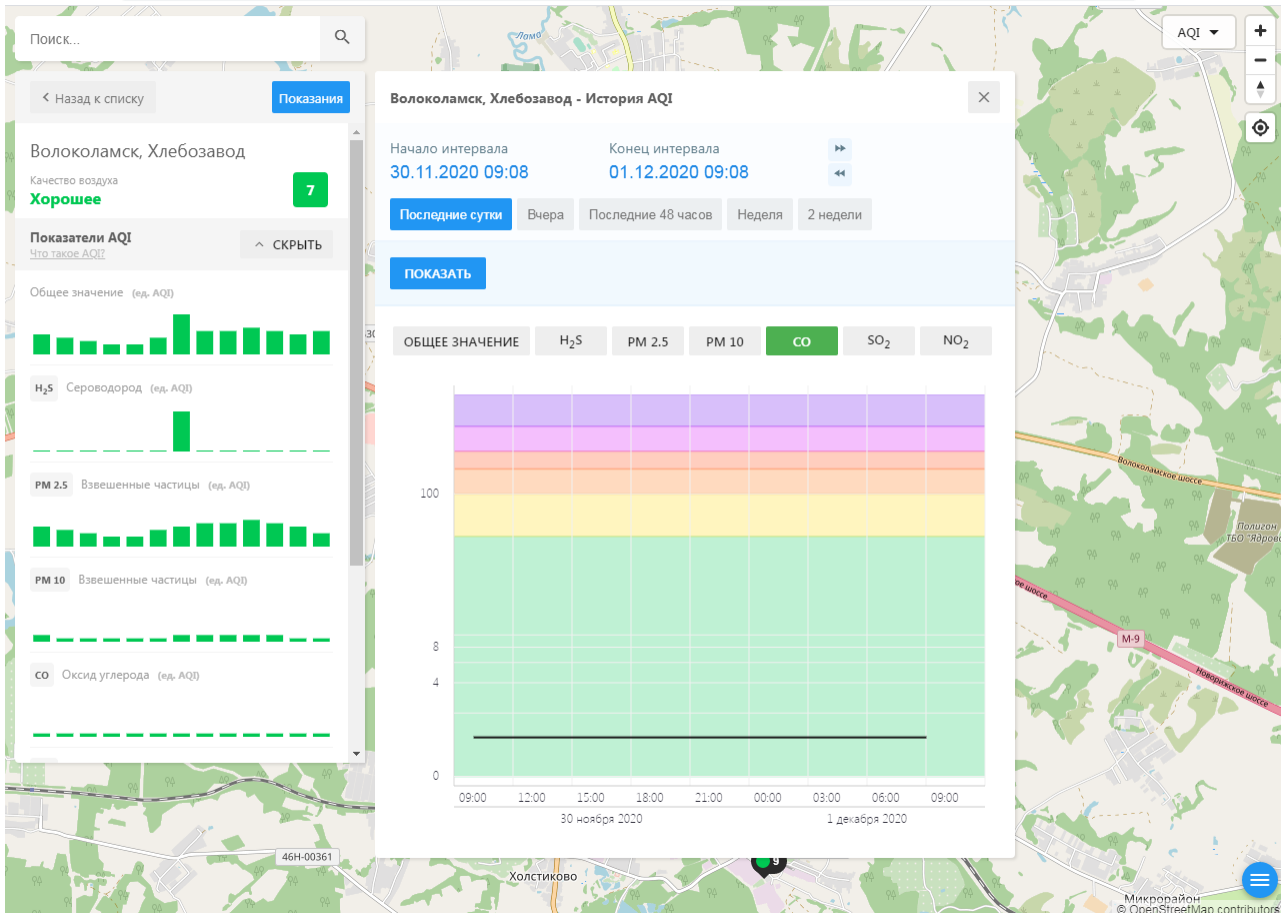 Поиск...
AQI
Назад к списку
Показания
Волоколамск, Хлебозавод
Качество воздуха
Хорошее
7
Показатели AQI
Что такое AQI?
СКРЫТЬ
Общее значение (ед. AQI)
H₂S Сероводород (ед. AQI)
PM 2.5 Взвешенные частицы (ед. AQI)
PM 10 Взвешенные частицы (ед. AQI)
CO Оксид углерода (ед. AQI)
Волоколамск, Хлебозавод - История AQI
Начало интервала
Конец интервала
30.11.2020 09:08
01.12.2020 09:08
Последние сутки
Вчера
Последние 48 часов
Неделя
2 недели
ПОКАЗАТЬ
ОБЩЕЕ ЗНАЧЕНИЕ
H₂S
PM 2.5
PM 10
CO
SO₂
NO₂
100
8
4
0
09:00 12:00 15:00 18:00 21:00 00:00 03:00 06:00 09:00
30 ноября 2020
1 декабря 2020
Волоколамское шоссе
Полигон
ТБО "Ядрово
M-9
Новорижское шоссе
46Н-00361
Холстиково
9
Микрорайон
© OpenStreetMap contributors